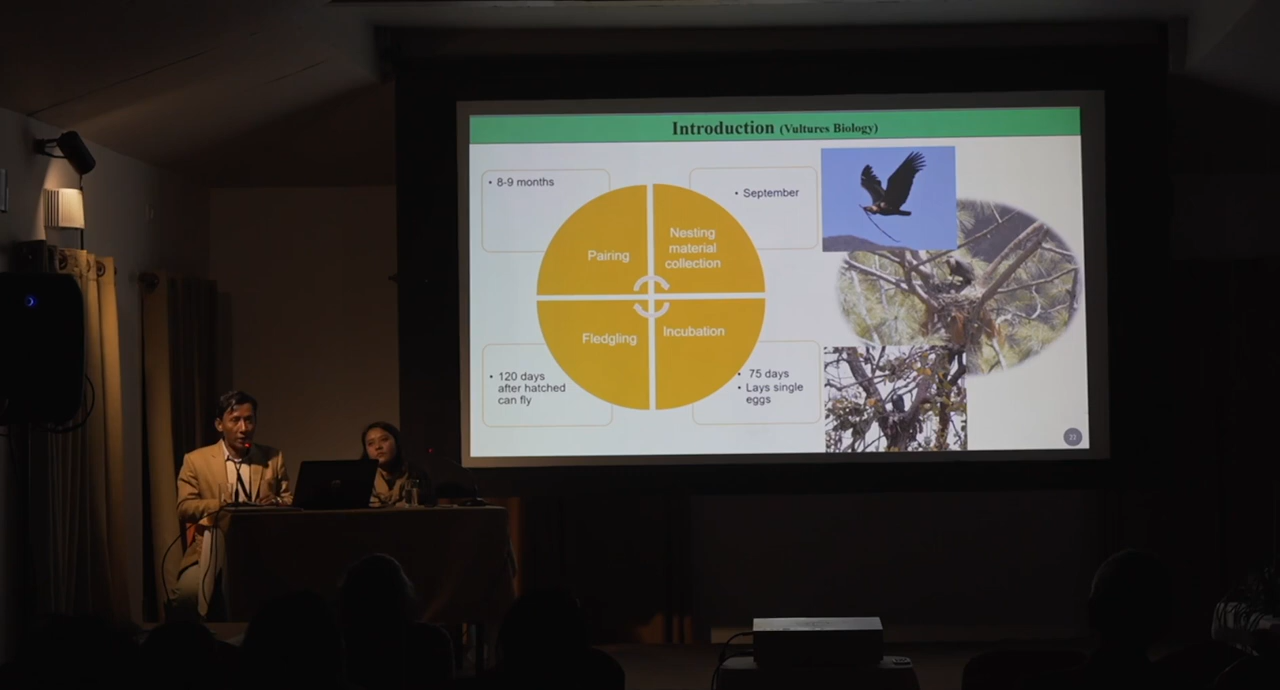 Introduction (Vultures Biology)
• 8-9 months
• September
Pairing
Nesting
material
collection
Fledgling
Incubation
• 120 days
after hatched
can fly
• 75 days
• Lays single
eggs
22